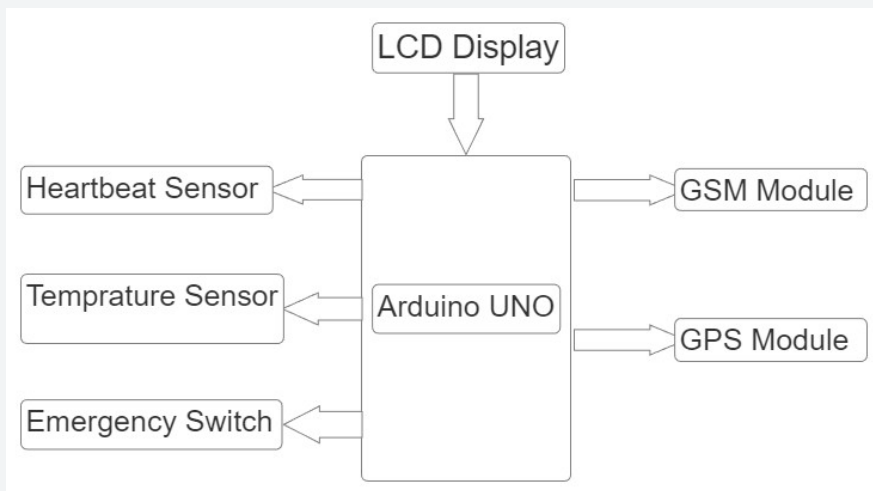 LCD Display
Heartbeat Sensor
GSM Module
Temprature Sensor
Arduino UNO
GPS Module
Emergency Switch